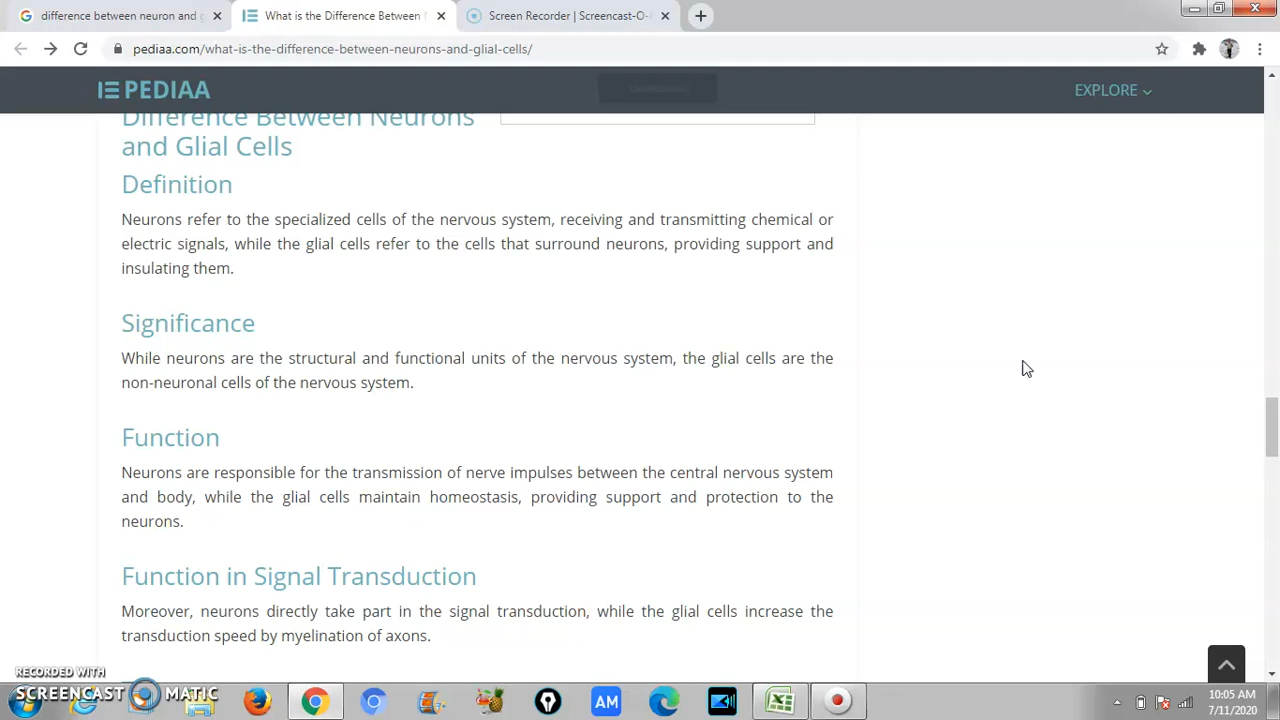 difference between neuron and g
What is the Difference Between N
Screen Recorder | Screencast-O-
pediaa.com/what-is-the-difference-between-neurons-and-glial-cells/
PEDIAA
EXPLORE
Difference Between Neurons
and Glial Cells
Definition
Neurons refer to the specialized cells of the nervous system, receiving and transmitting chemical or
electric signals, while the glial cells refer to the cells that surround neurons, providing support and
insulating them.
Significance
While neurons are the structural and functional units of the nervous system, the glial cells are the
non-neuronal cells of the nervous system.
Function
Neurons are responsible for the transmission of nerve impulses between the central nervous system
and body, while the glial cells maintain homeostasis, providing support and protection to the
neurons.
Function in Signal Transduction
Moreover, neurons directly take part in the signal transduction, while the glial cells increase the
transduction speed by myelination of axons.
RECORDED WITH
SCREENCAST MATIC
AM
10:05 AM
7/11/2020